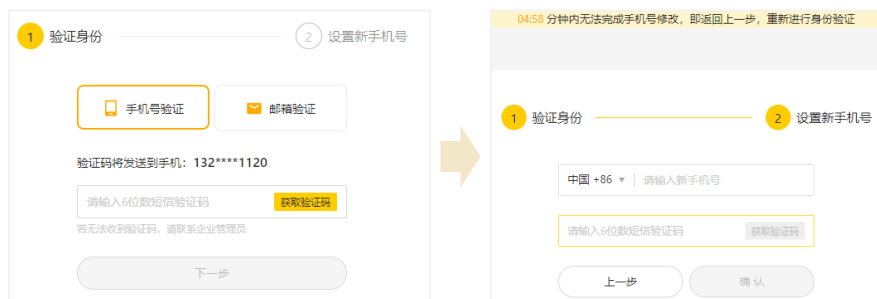 1 验证身份 2 设置新手机号
手机号验证 邮箱验证
验证码将发送到手机：132****1120
请输入6位数短信验证码 获取验证码
若无法收到验证码，请联系企业管理员
下一步
04:58 分钟内无法完成手机号修改，即返回上一步，重新进行身份验证
1 验证身份 2 设置新手机号
中国 +86 请输入新手机号
请输入6位数短信验证码 获取验证码
上一步 确 认